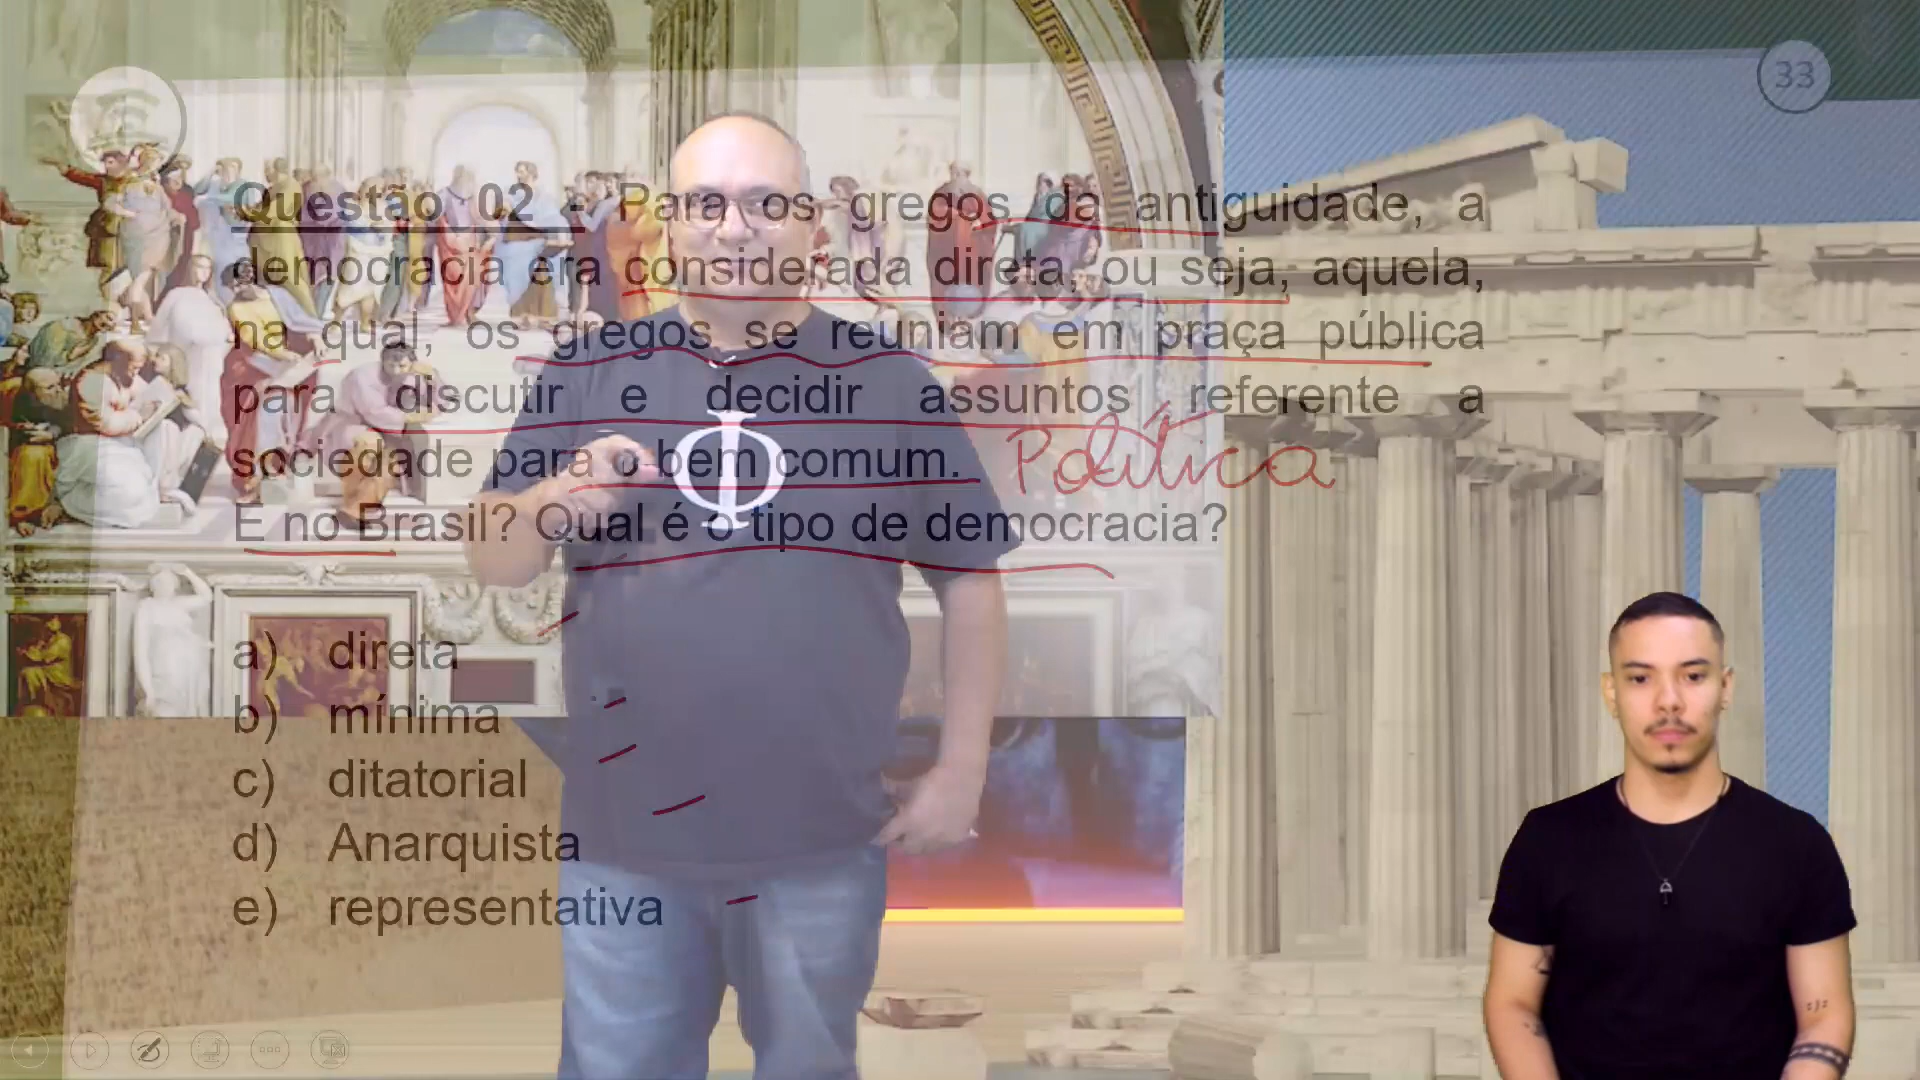 33
Questão 02 - Para os gregos da antiguidade, a
democracia era considerada direta, ou seja, aquela,
na qual, os gregos se reuniam em praça pública
para discutir e decidir assuntos referente a
sociedade para o bem comum. Política
E no Brasil? Qual é o tipo de democracia?
a) direta
b) mínima
c) ditatorial
d) Anarquista
e) representativa
Φ